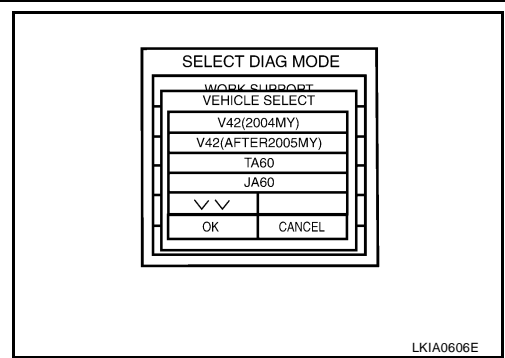 SELECT DIAG MODE
WORK SUPPORT
VEHICLE SELECT
V42(2004MY)
V42(AFTER2005MY)
TA60
JA60
OK CANCEL
LKIA0606E